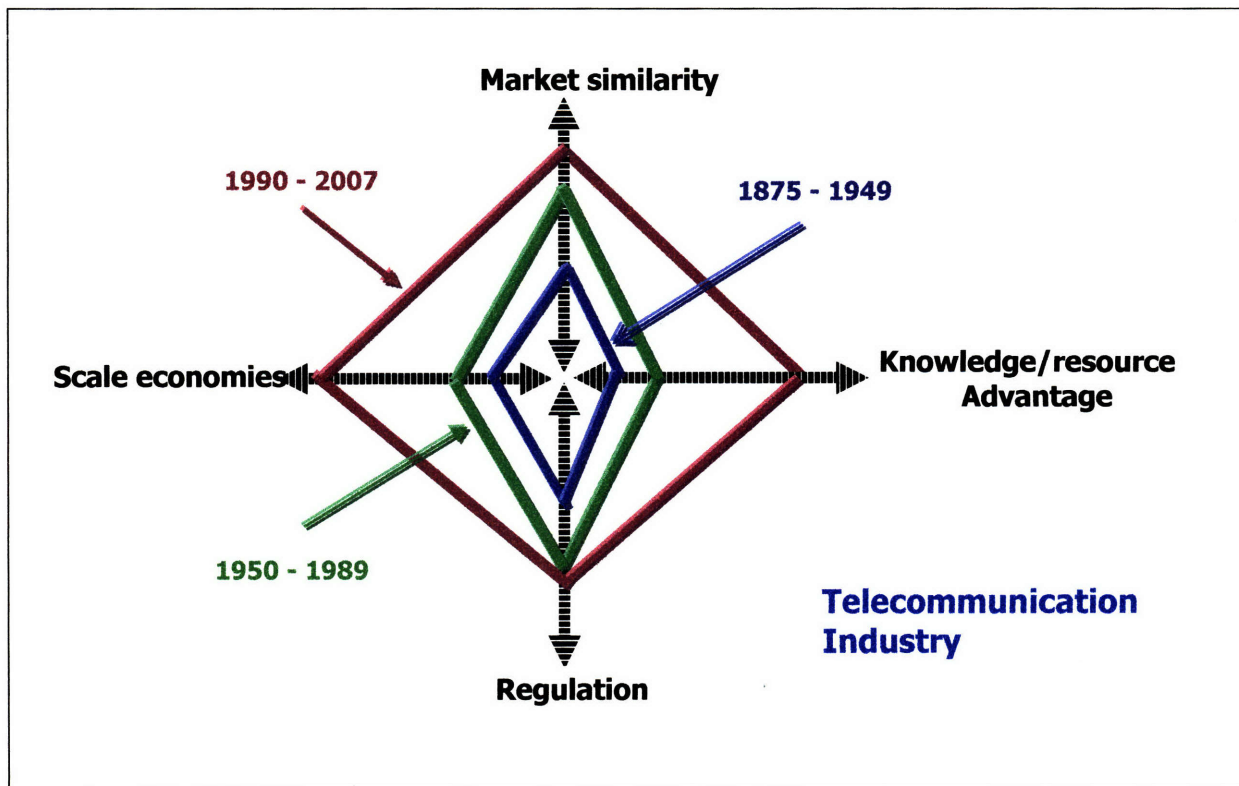 Market similarity
1990 - 2007
1875 - 1949
Scale economies
Knowledge/resource
Advantage
1950 - 1989
Telecommunication
Industry
Regulation